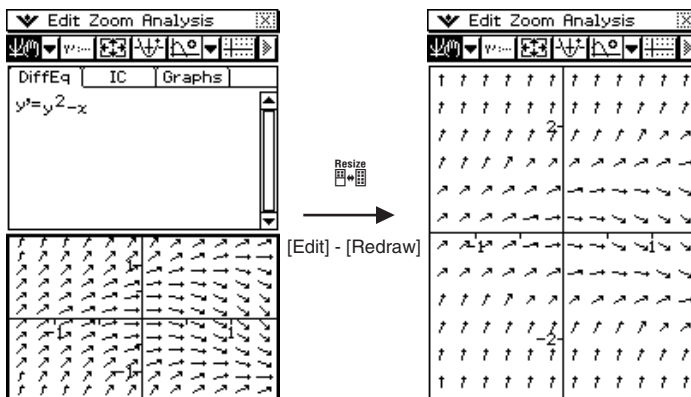 Edit Zoom Analysis
DiffEq IC Graphs
y'=y²-x
1
-1
1
-1
Resize
[Edit] - [Redraw]
Edit Zoom Analysis
2
-1
1
-2